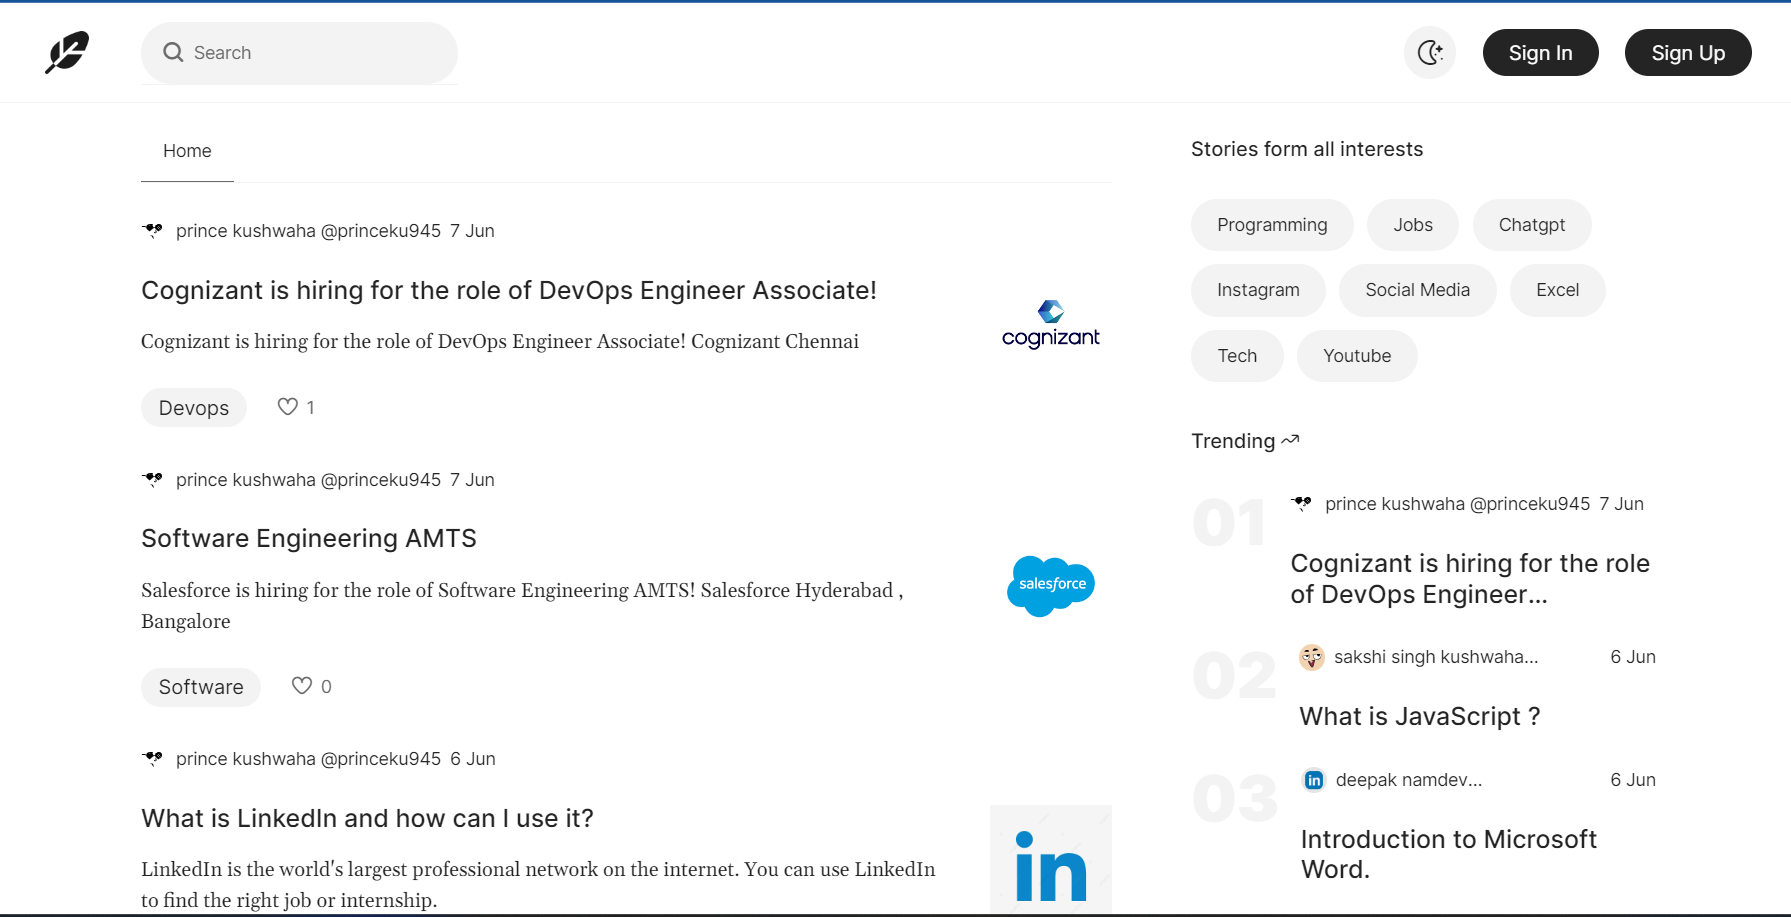 Search
Sign In
Sign Up
Home
prince kushwaha @princeku945 7 Jun
Cognizant is hiring for the role of DevOps Engineer Associate!
Cognizant is hiring for the role of DevOps Engineer Associate! Cognizant Chennai
cognizant
Devops
1
prince kushwaha @princeku945 7 Jun
Software Engineering AMTS
Salesforce is hiring for the role of Software Engineering AMTS! Salesforce Hyderabad ,
Bangalore
salesforce
Software
0
prince kushwaha @princeku945 6 Jun
What is LinkedIn and how can I use it?
LinkedIn is the world's largest professional network on the internet. You can use LinkedIn
to find the right job or internship.
in
Stories form all interests
Programming
Jobs
Chatgpt
Instagram
Social Media
Excel
Tech
Youtube
Trending
01
prince kushwaha @princeku945 7 Jun
Cognizant is hiring for the role
of DevOps Engineer...
02
sakshi singh kushwaha... 6 Jun
What is JavaScript ?
03
in
deepak namdev... 6 Jun
Introduction to Microsoft
Word.